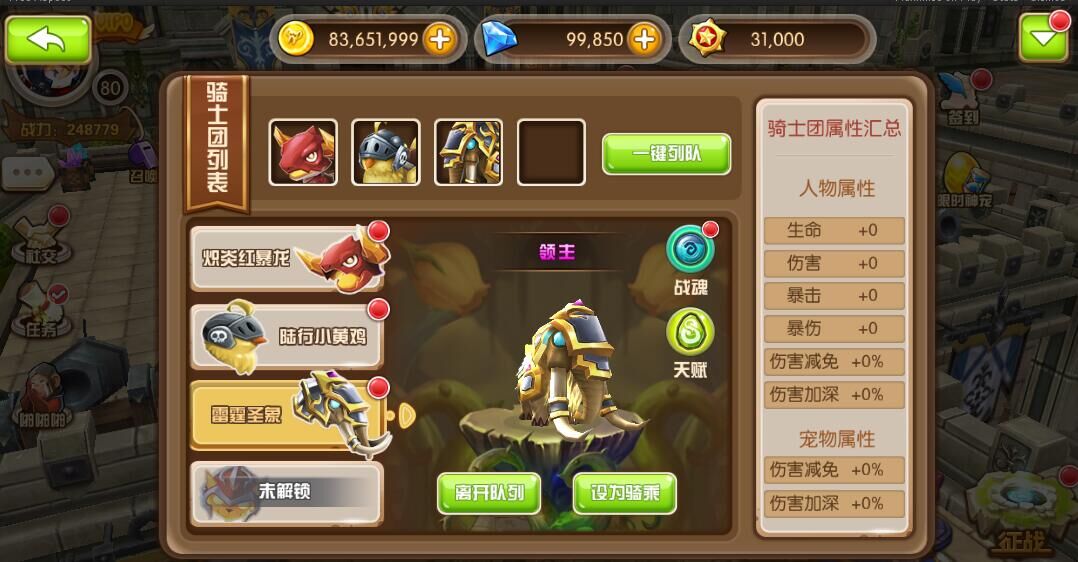 VIP0
83,651,999
99,850
31,000
80
战力：248779
召唤
签到
限时神宠
社交
任务
啪啪啪
征战
骑士团列表
一键列队
炽炎红暴龙
陆行小黄鸡
雷霆圣象
未解锁
领主
战魂
天赋
离开队列
设为骑乘
骑士团属性汇总
人物属性
生命 +0
伤害 +0
暴击 +0
暴伤 +0
伤害减免 +0%
伤害加深 +0%
宠物属性
伤害减免 +0%
伤害加深 +0%